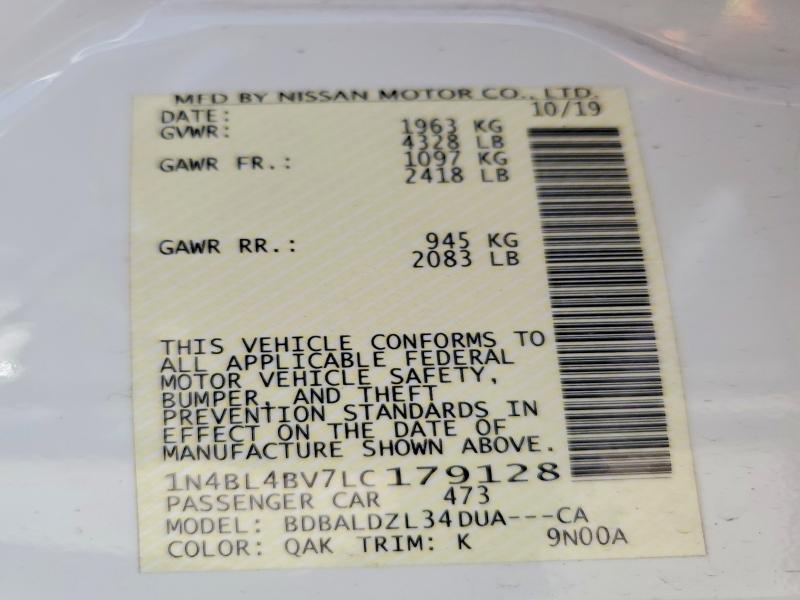 MFD BY NISSAN MOTOR CO., LTD.
DATE: 10/19
GVWR: 1963 KG
4328 LB
GAWR FR.: 1097 KG
2418 LB
GAWR RR.: 945 KG
2083 LB
THIS VEHICLE CONFORMS TO
ALL APPLICABLE FEDERAL
MOTOR VEHICLE SAFETY,
BUMPER, AND THEFT
PREVENTION STANDARDS IN
EFFECT ON THE DATE OF
MANUFACTURE SHOWN ABOVE.
1N4BL4BV7LC179128
PASSENGER CAR 473
MODEL: BDBALDZL34DUA---CA
COLOR: QAK TRIM: K 9N00A